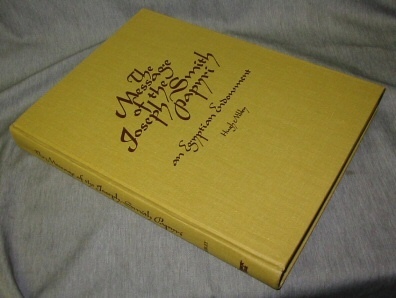 The
Message
of the
Joseph Smith
Papyri
an Egyptian Endowment
Hugh Nibley
The Message of the Joseph Smith Papyri